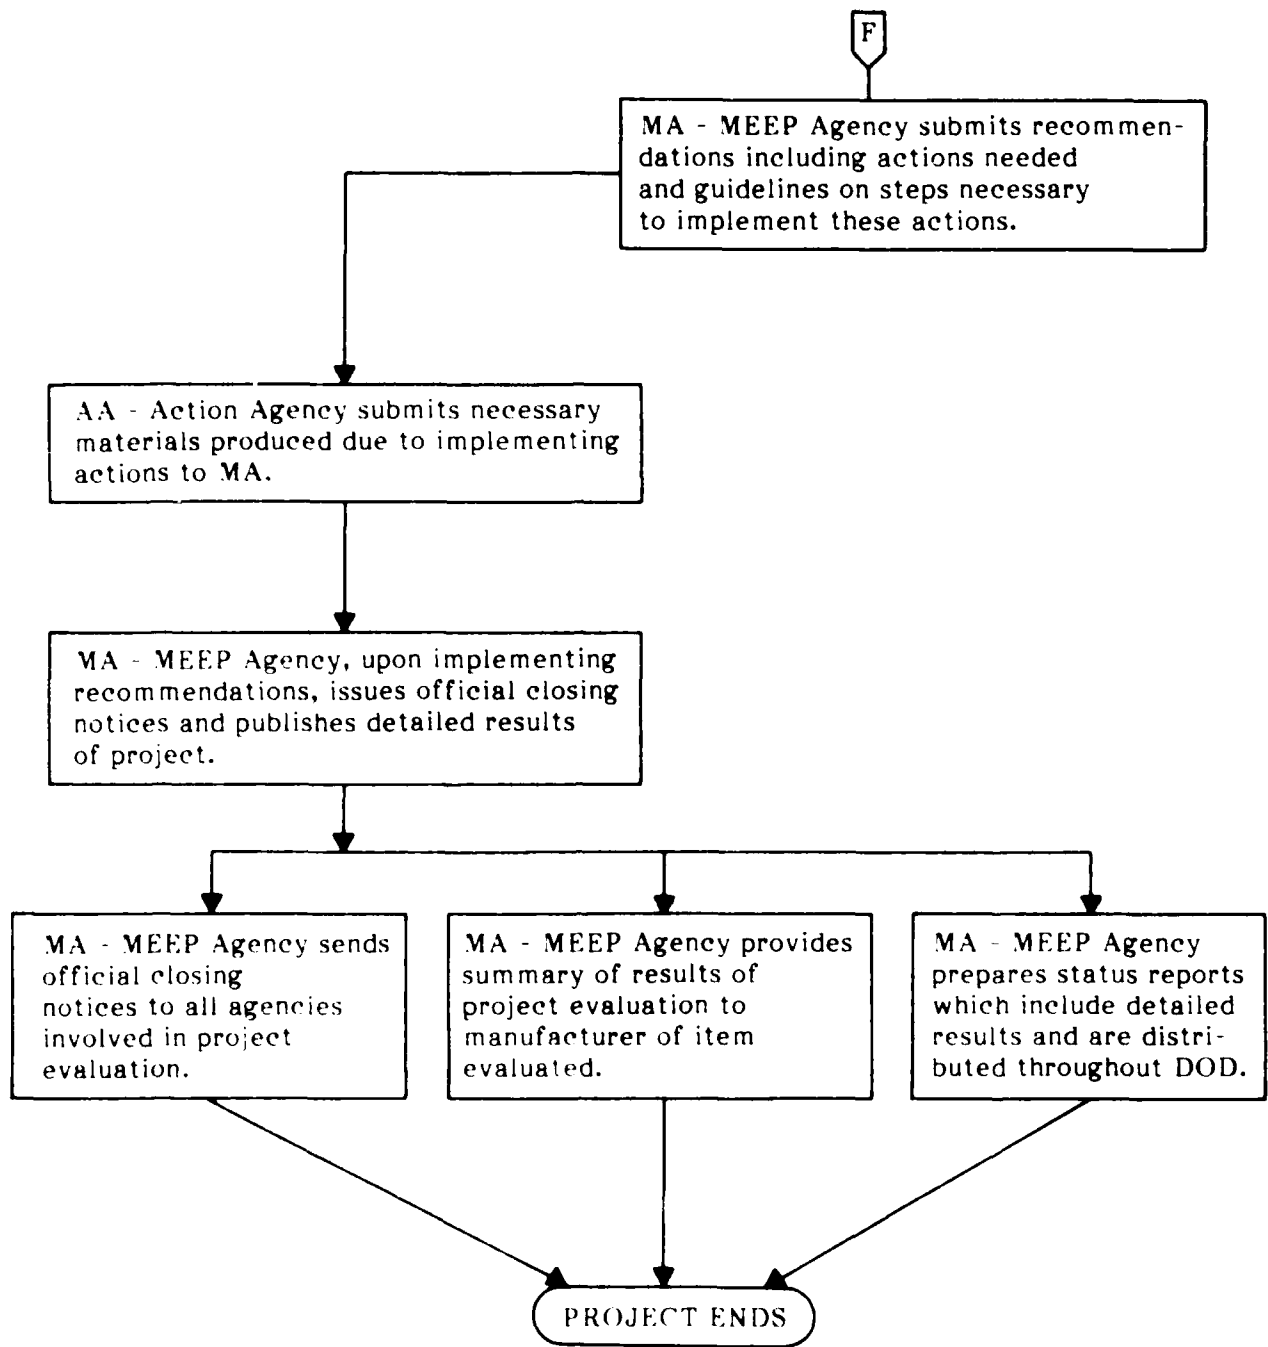 F
MA - MEEP Agency submits recommen-
dations including actions needed
and guidelines on steps necessary
to implement these actions.
AA - Action Agency submits necessary
materials produced due to implementing
actions to MA.
MA - MEEP Agency, upon implementing
recommendations, issues official closing
notices and publishes detailed results
of project.
MA - MEEP Agency sends
official closing
notices to all agencies
involved in project
evaluation.
MA - MEEP Agency provides
summary of results of
project evaluation to
manufacturer of item
evaluated.
MA - MEEP Agency
prepares status reports
which include detailed
results and are distri-
buted throughout DOD.
PROJECT ENDS